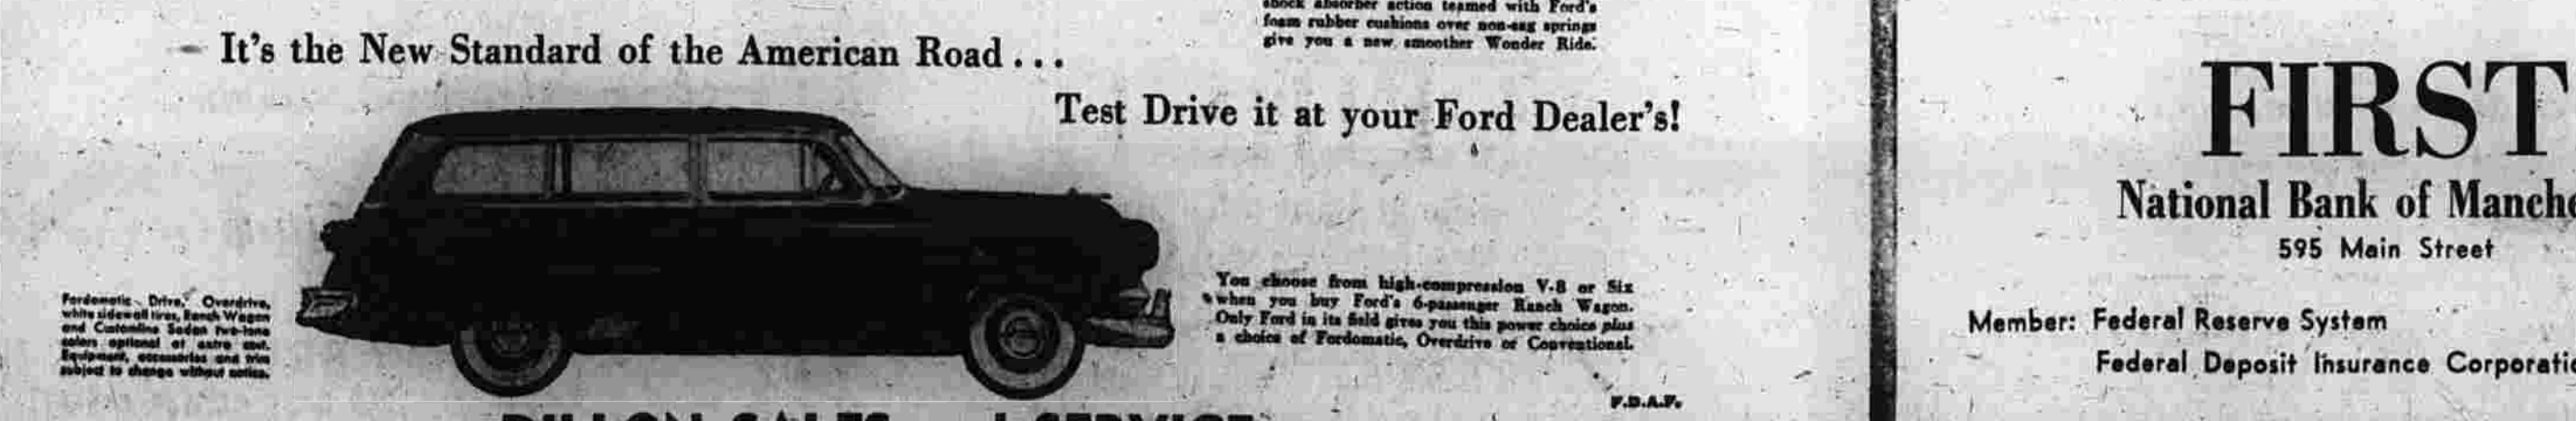 shock absorber action teamed with Ford's
foam rubber cushions over non-sag springs
give you a new, smoother Wonder Ride.
It's the New Standard of the American Road...
Test Drive it at your Ford Dealer's!
Fordomatic Drive, Overdrive,
white sidewall tires, Ranch Wagon
and Customline Sedan two-tone
colors optional at extra cost.
Equipment, accessories and trim
subject to change without notice.
You choose from high-compression V-8 or Six
when you buy Ford's 6-passenger Ranch Wagon.
Only Ford in its field gives you this power choice plus
a choice of Fordomatic, Overdrive or Conventional.
F.D.A.F.
DILLON SALES and SERVICE
FIRST
National Bank of Manche
595 Main Street
Member: Federal Reserve System
Federal Deposit Insurance Corporati